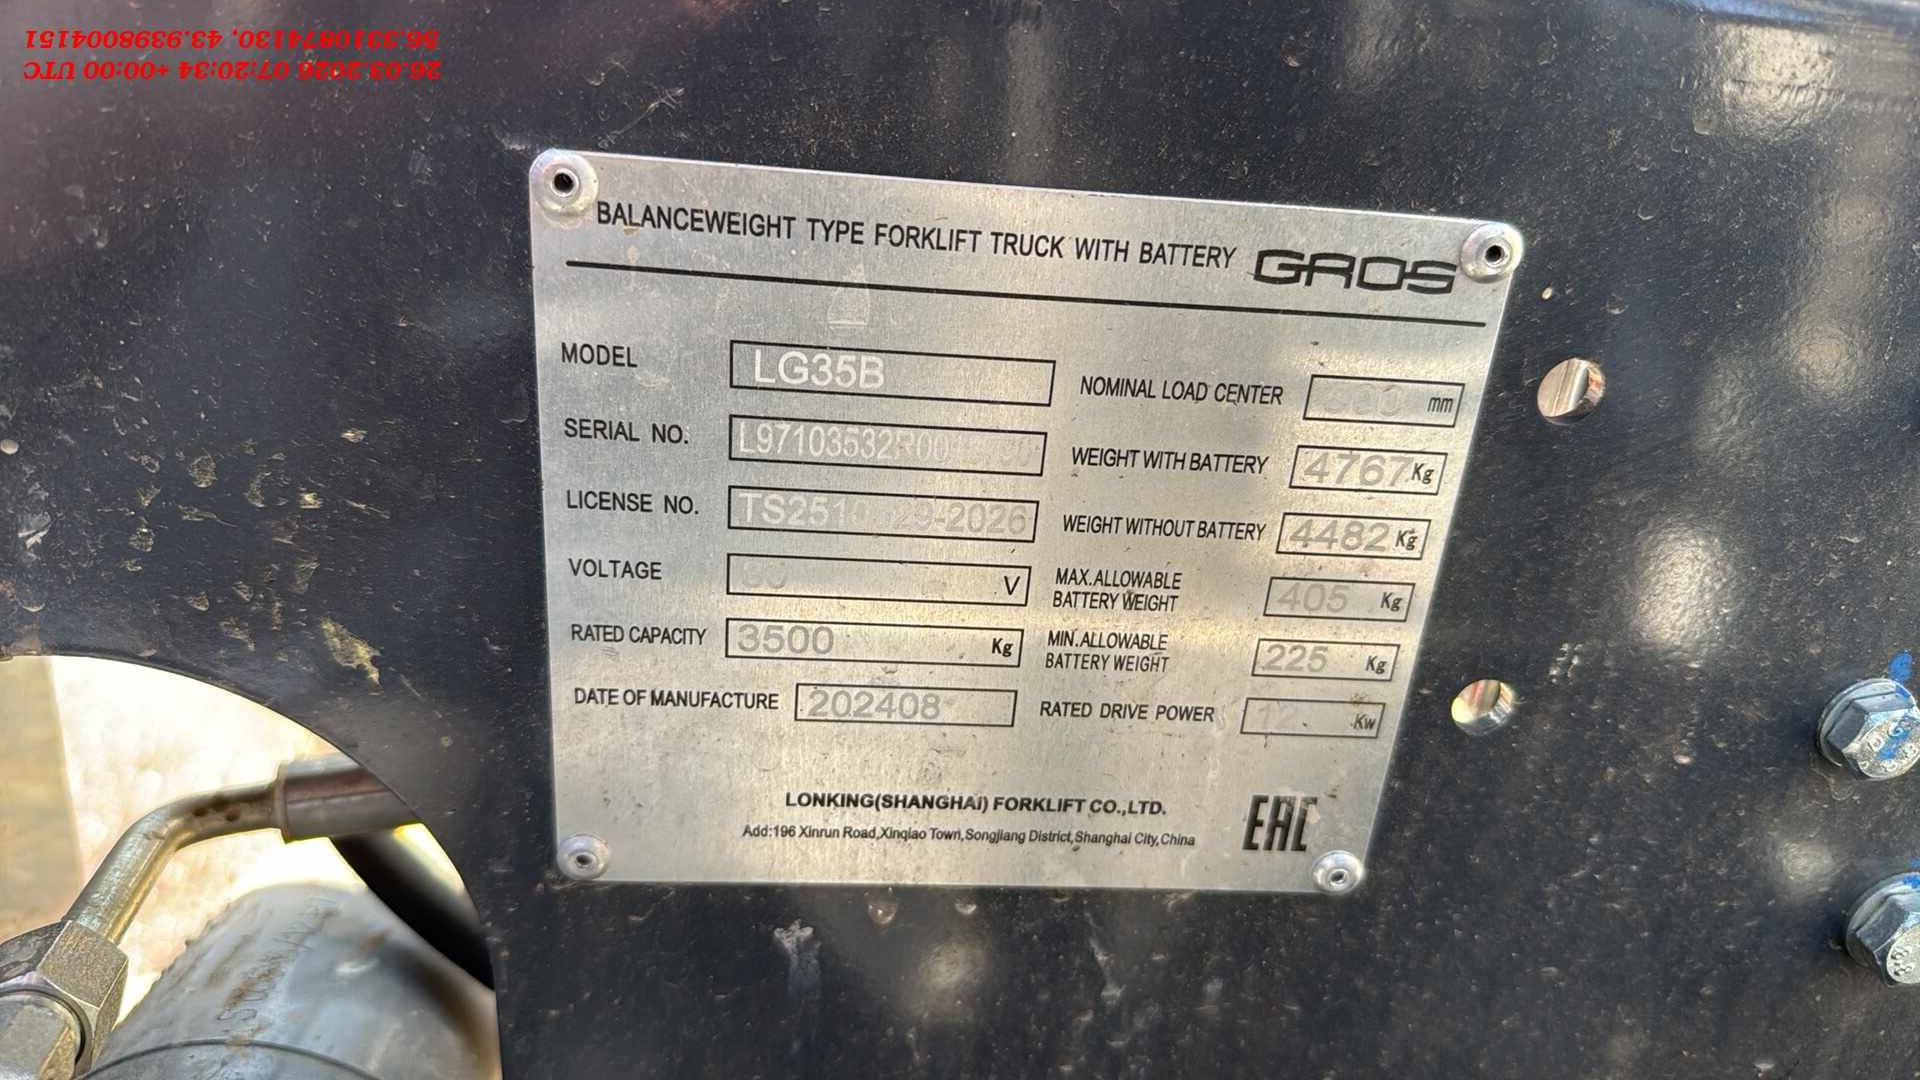 56.3310874130, 43.9398004151
26.03.2026 07:20:34 +00:00 UTC
BALANCEWEIGHT TYPE FORKLIFT TRUCK WITH BATTERY GROS
MODEL LG35B
NOMINAL LOAD CENTER mm
SERIAL NO.
WEIGHT WITH BATTERY 4767 Kg
LICENSE NO.
WEIGHT WITHOUT BATTERY 4482 Kg
VOLTAGE V
MAX. ALLOWABLE
BATTERY WEIGHT 405 Kg
RATED CAPACITY 3500 Kg
MIN. ALLOWABLE
BATTERY WEIGHT 225 Kg
DATE OF MANUFACTURE 202408
RATED DRIVE POWER 12 Kw
LONKING(SHANGHAI) FORKLIFT CO.,LTD.
Add:196 Xinrun Road,Xinqiao Town,Songjiang District,Shanghai City,China
EAC